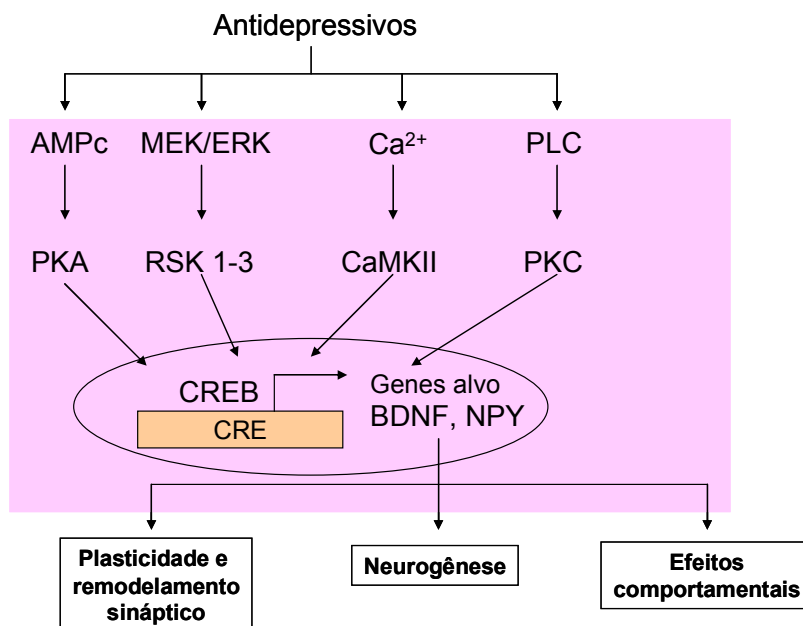 Antidepressivos
AMPc MEK/ERK Ca²⁺ PLC
PKA RSK 1-3 CaMKII PKC
CREB
CRE
Genes alvo
BDNF, NPY
Plasticidade e
remodelamento
sináptico
Neurogênese
Efeitos
comportamentais